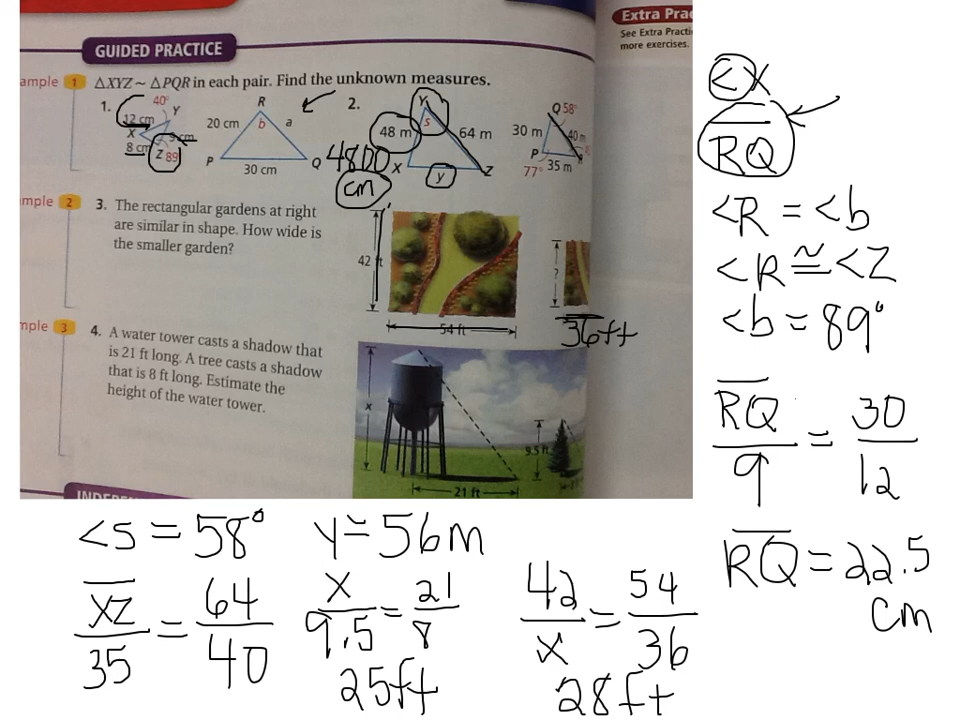 Extra Prac
See Extra Practi
more exercises.
GUIDED PRACTICE
ample 1
△XYZ ~ △PQR in each pair. Find the unknown measures.
1.
40°
12 cm
Y
X
8 cm
Z 89
R
20 cm
b
a
P
30 cm
Q
2.
Y
48 m
s
64 m
X
y
Z
4800
cm
Q 58°
30 m
40 m
P
77°
35 m
mple 2
3. The rectangular gardens at right
are similar in shape. How wide is
the smaller garden?
42 ft
54 ft
?
36ft
mple 3
4. A water tower casts a shadow that
is 21 ft long. A tree casts a shadow
that is 8 ft long. Estimate the
height of the water tower.
x
9.5 ft
21 ft
INDEPE
<X
RQ
<R = <b
<R ≅ <Z
<b = 89°
RQ/9 = 30/12
RQ = 22.5
cm
<s = 58°
y = 56m
XZ/35 = 64/40
x/9.5 = 21/8
25ft
42/x = 54/36
28ft